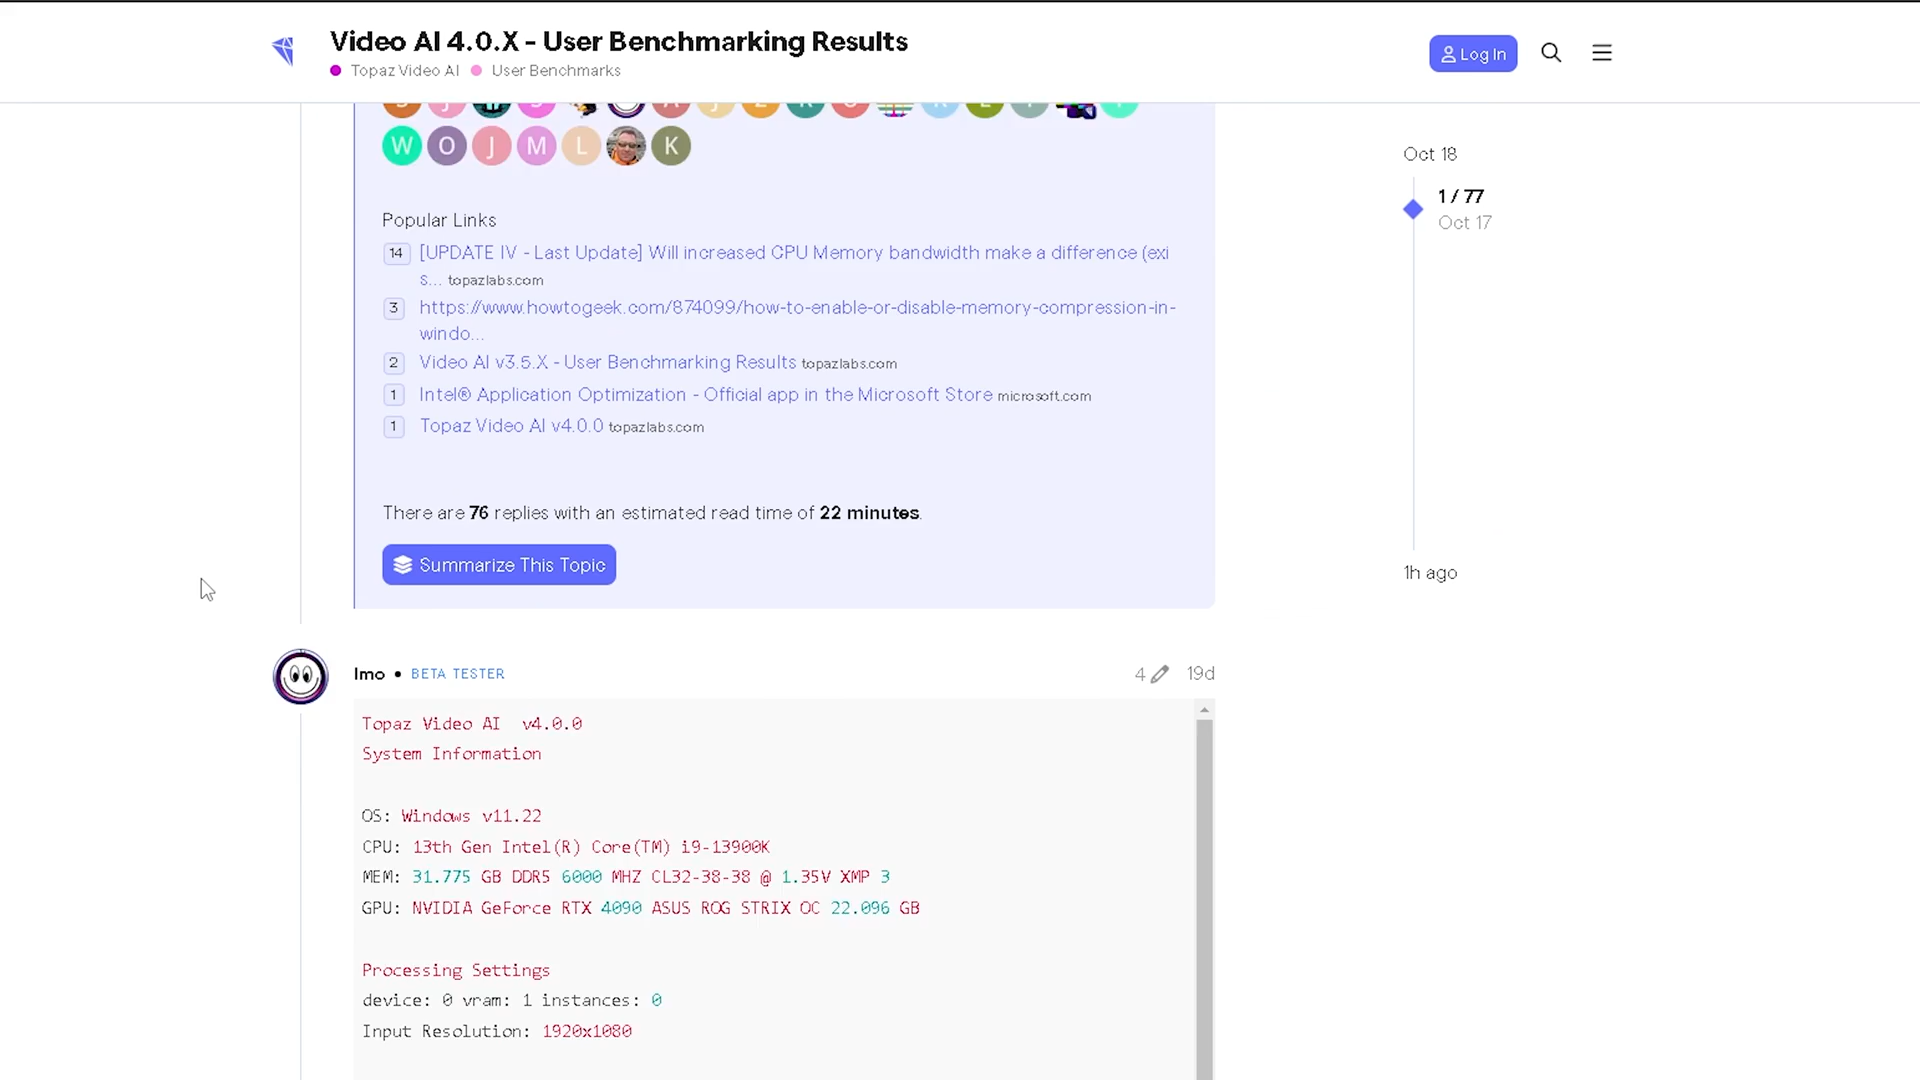 Video AI 4.0.X - User Benchmarking Results
Topaz Video AI User Benchmarks
Log In
W O J M L K
Oct 18
1 / 77
Oct 17
Popular Links
14 [UPDATE IV - Last Update] Will increased CPU Memory bandwidth make a difference (exi
s... topazlabs.com
3 https://www.howtogeek.com/874099/how-to-enable-or-disable-memory-compression-in-
windo...
2 Video AI v3.5.X - User Benchmarking Results topazlabs.com
1 Intel® Application Optimization - Official app in the Microsoft Store microsoft.com
1 Topaz Video AI v4.0.0 topazlabs.com
There are 76 replies with an estimated read time of 22 minutes.
Summarize This Topic
1h ago
Imo • BETA TESTER 4 19d
Topaz Video AI v4.0.0
System Information
OS: Windows v11.22
CPU: 13th Gen Intel(R) Core(TM) i9-13900K
MEM: 31.775 GB DDR5 6000 MHZ CL32-38-38 @ 1.35V XMP 3
GPU: NVIDIA GeForce RTX 4090 ASUS ROG STRIX OC 22.096 GB
Processing Settings
device: 0 vram: 1 instances: 0
Input Resolution: 1920x1080